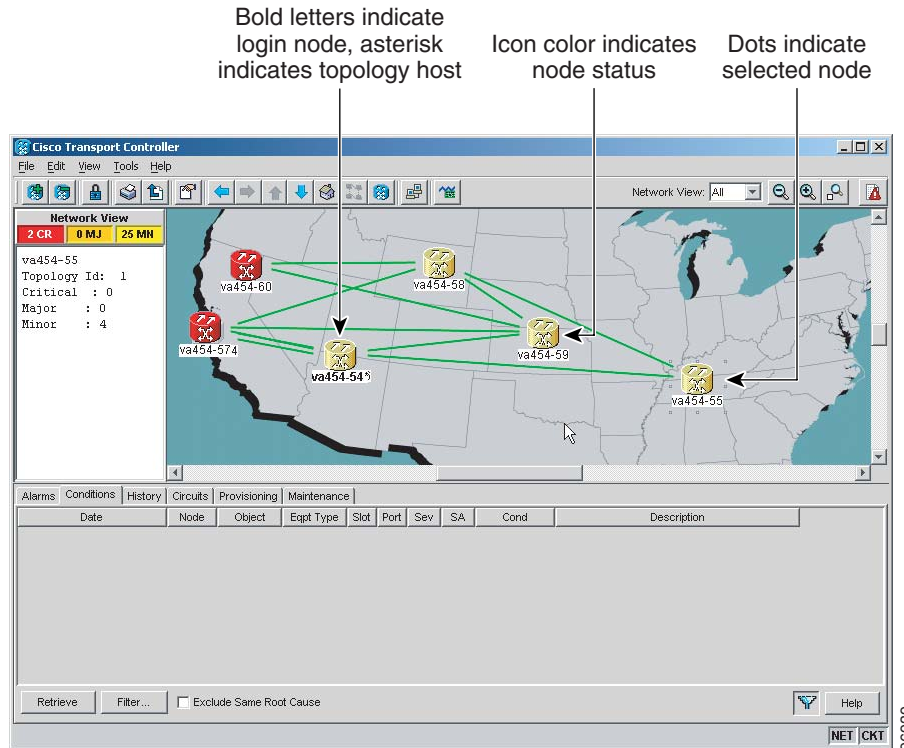 Bold letters indicate
login node, asterisk
indicates topology host
Icon color indicates
node status
Dots indicate
selected node
Cisco Transport Controller
File Edit View Tools Help
Network View: All
Network View
2 CR 0 MJ 25 MN
va454-55
Topology Id: 1
Critical : 0
Major : 0
Minor : 4
va454-60
va454-58
va454-574
va454-59
va454-54*
va454-55
Alarms Conditions History Circuits Provisioning Maintenance
Date Node Object Eqpt Type Slot Port Sev SA Cond Description
Retrieve Filter... Exclude Same Root Cause Help
NET CKT